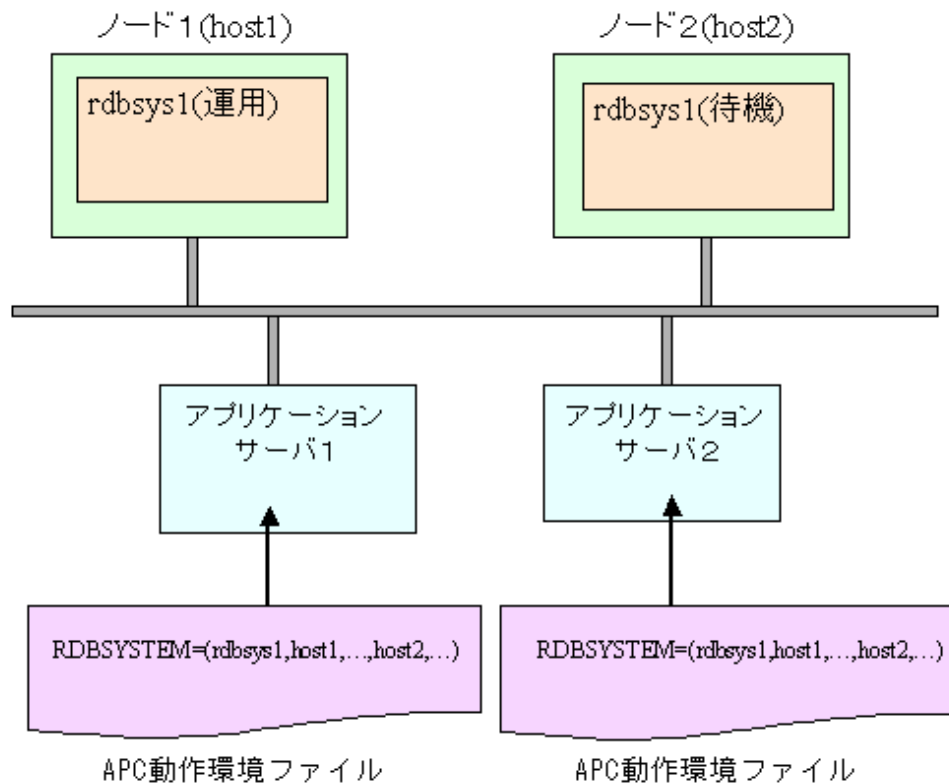 ノード1(host1)
ノード2(host2)
rdbsys1(運用)
rdbsys1(待機)
アプリケーション
サーバ1
アプリケーション
サーバ2
RDBSYSTEM=(rdbsys1,host1,…,host2,…)
RDBSYSTEM=(rdbsys1,host1,…,host2,…)
APC動作環境ファイル
APC動作環境ファイル